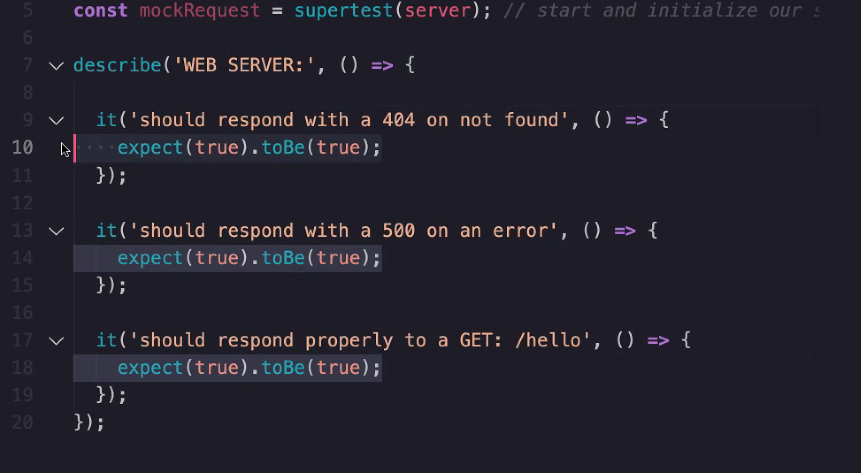 5 const mockRequest = supertest(server); // start and initialize our
6
7 describe('WEB SERVER:', () => {
8
9 it('should respond with a 404 on not found', () => {
10 ····expect(true).toBe(true);
11 });
12
13 it('should respond with a 500 on an error', () => {
14 expect(true).toBe(true);
15 });
16
17 it('should respond properly to a GET: /hello', () => {
18 expect(true).toBe(true);
19 });
20 });